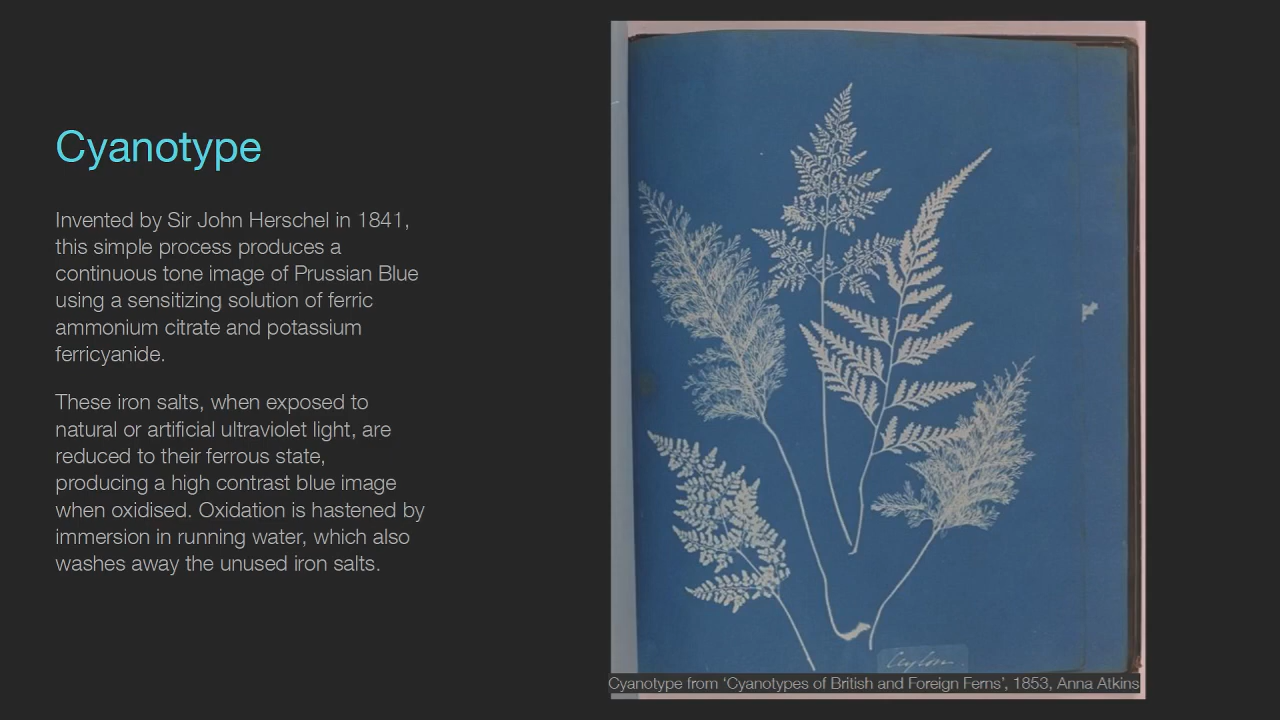 Cyanotype
Invented by Sir John Herschel in 1841,
this simple process produces a
continuous tone image of Prussian Blue
using a sensitizing solution of ferric
ammonium citrate and potassium
ferricyanide.
These iron salts, when exposed to
natural or artificial ultraviolet light, are
reduced to their ferrous state,
producing a high contrast blue image
when oxidised. Oxidation is hastened by
immersion in running water, which also
washes away the unused iron salts.
Ceylon.
Cyanotype from ‘Cyanotypes of British and Foreign Ferns’, 1853, Anna Atkins